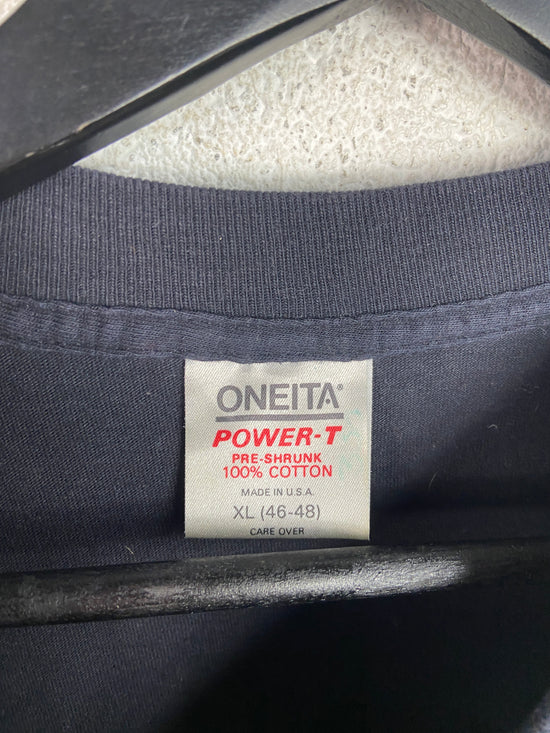 ONEITA®
POWER-T
PRE-SHRUNK
100% COTTON
MADE IN U.S.A.
XL (46-48)
CARE OVER